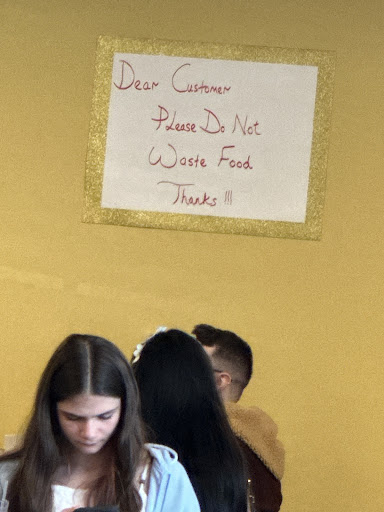 Dear Customer
Please Do Not
Waste Food
Thanks !!!